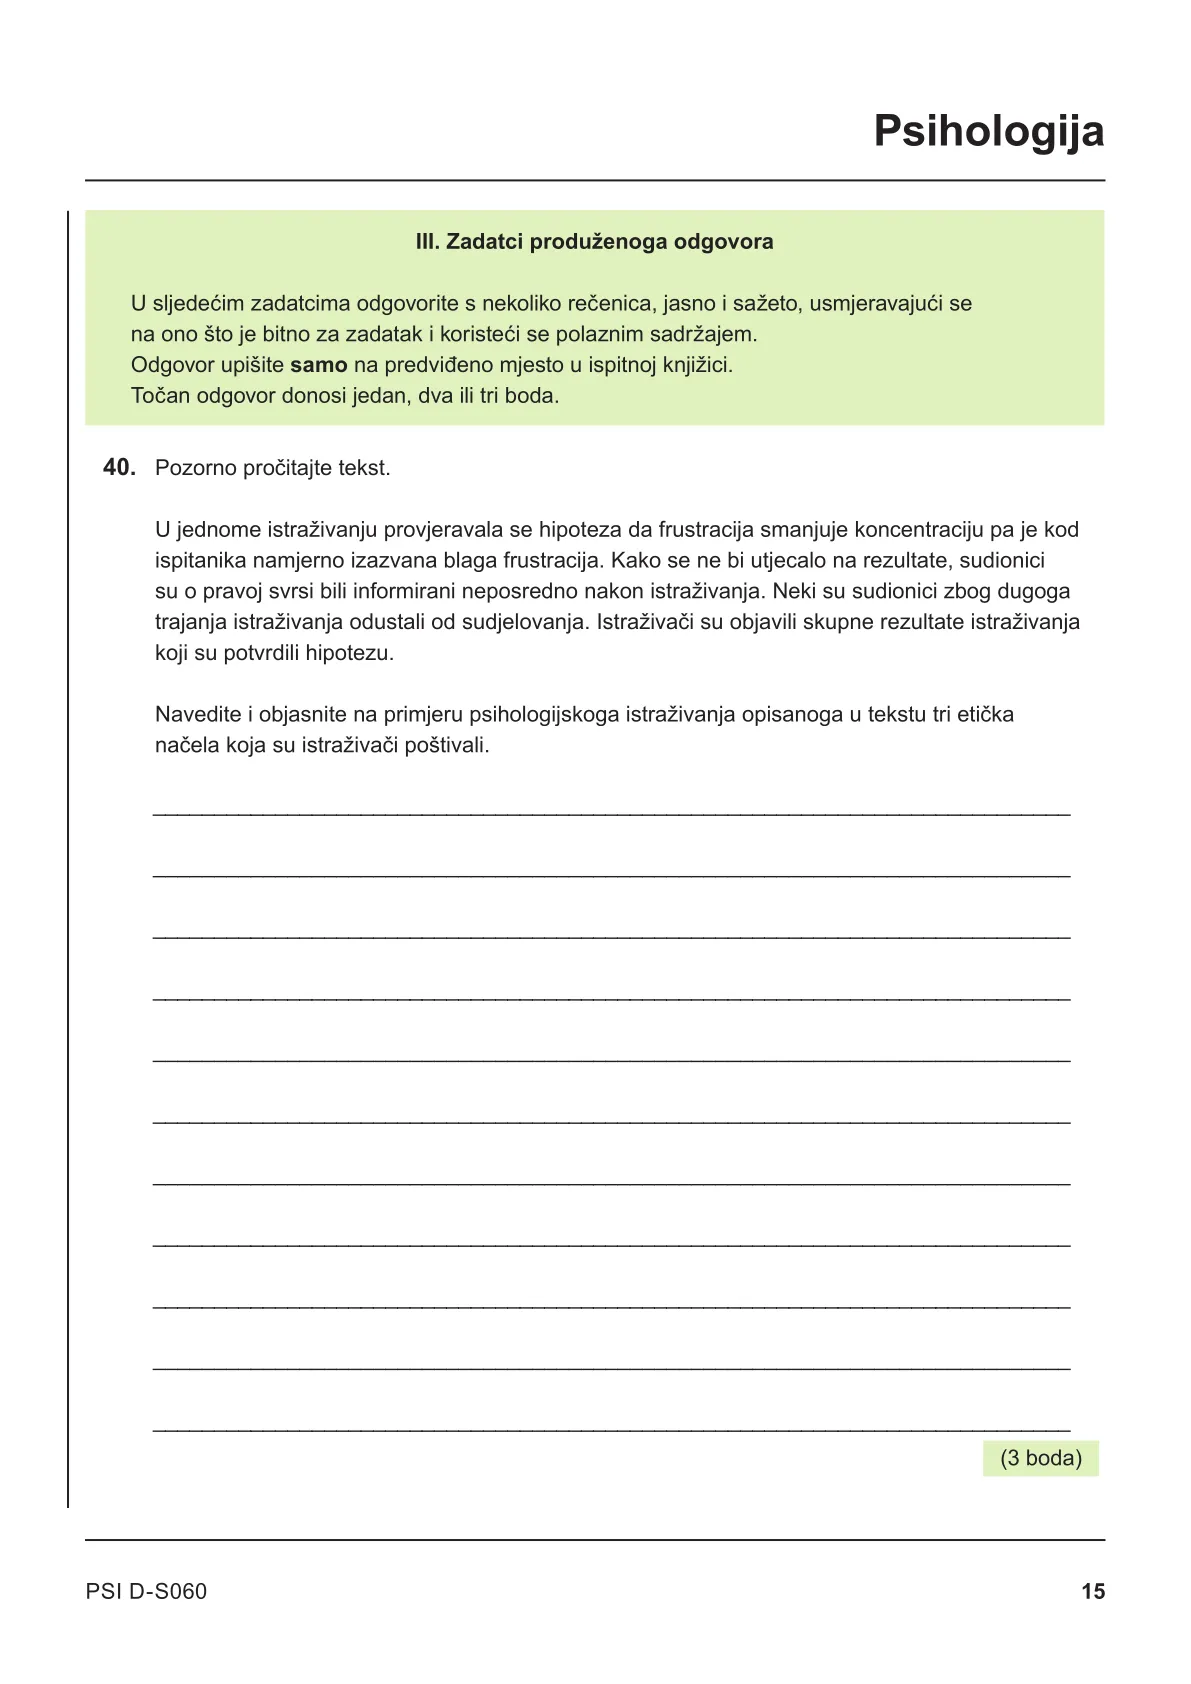 Psihologija
III. Zadatci produženoga odgovora
U sljedećim zadatcima odgovorite s nekoliko rečenica, jasno i sažeto, usmjeravajući se
na ono što je bitno za zadatak i koristeći se polaznim sadržajem.
Odgovor upišite samo na predviđeno mjesto u ispitnoj knjižici.
Točan odgovor donosi jedan, dva ili tri boda.
40. Pozorno pročitajte tekst.
U jednome istraživanju provjeravala se hipoteza da frustracija smanjuje koncentraciju pa je kod
ispitanika namjerno izazvana blaga frustracija. Kako se ne bi utjecalo na rezultate, sudionici
su o pravoj svrsi bili informirani neposredno nakon istraživanja. Neki su sudionici zbog dugoga
trajanja istraživanja odustali od sudjelovanja. Istraživači su objavili skupne rezultate istraživanja
koji su potvrdili hipotezu.
Navedite i objasnite na primjeru psihologijskoga istraživanja opisanoga u tekstu tri etička
načela koja su istraživači poštivali.
(3 boda)
PSI D-S060
15